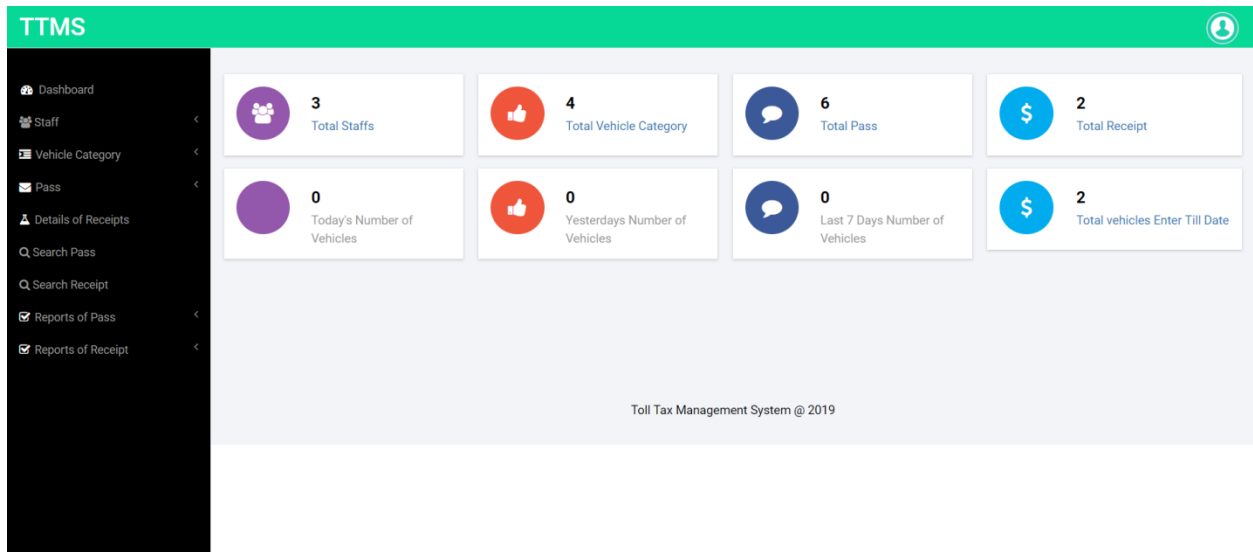 TTMS
Dashboard
Staff
Vehicle Category
Pass
Details of Receipts
Search Pass
Search Receipt
Reports of Pass
Reports of Receipt
3
Total Staffs
4
Total Vehicle Category
6
Total Pass
2
Total Receipt
0
Today's Number of
Vehicles
0
Yesterdays Number of
Vehicles
0
Last 7 Days Number of
Vehicles
2
Total vehicles Enter Till Date
Toll Tax Management System @ 2019